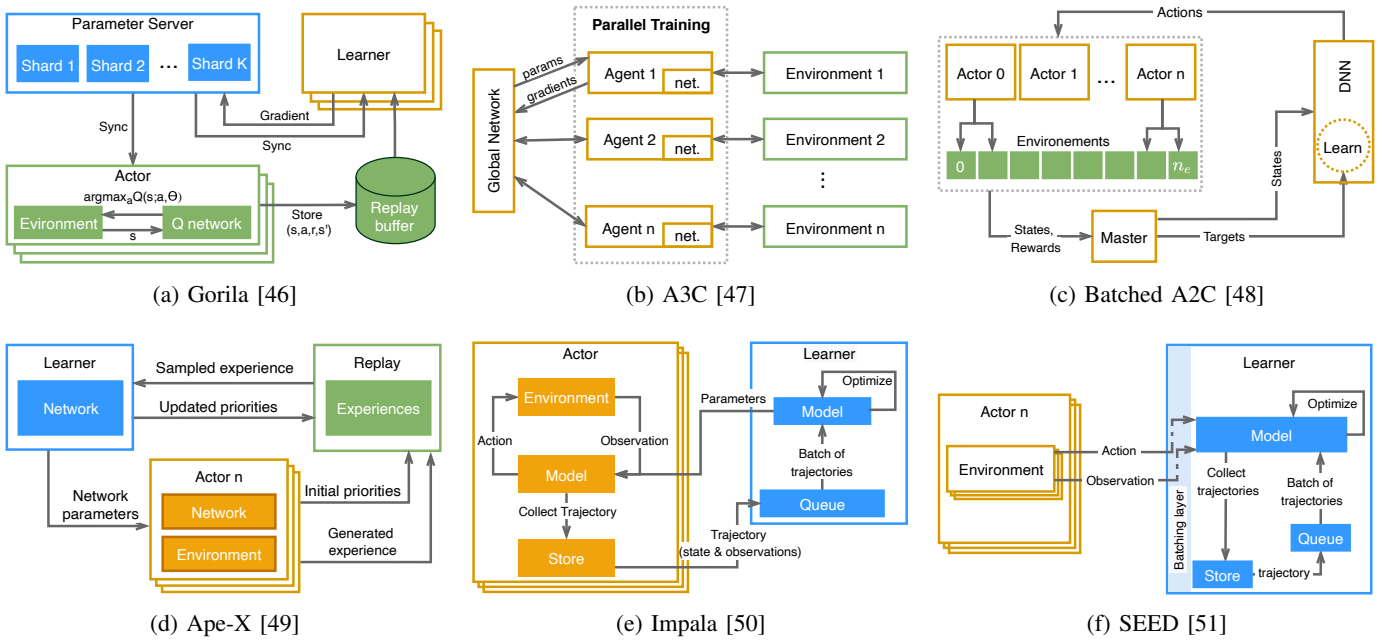 Parameter Server
Shard 1
Shard 2
...
Shard K
Learner
Gradient
Sync
Sync
Actor
argmaxₐQ(s;a,Θ)
Evironment
Q network
s
Store
(s,a,r,s')
Replay
buffer
(a) Gorila [46]
Parallel Training
Global Network
params
gradients
Agent 1
net.
Environment 1
Agent 2
net.
Environment 2
⋮
Agent n
net.
Environment n
(b) A3C [47]
Actions
Actor 0
Actor 1
...
Actor n
Environements
0
nₑ
DNN
Learn
States
States,
Rewards
Master
Targets
(c) Batched A2C [48]
Learner
Network
Sampled experience
Updated priorities
Replay
Experiences
Network
parameters
Actor n
Network
Environment
Initial priorities
Generated
experience
(d) Ape-X [49]
Actor
Environment
Action
Observation
Model
Collect Trajectory
Store
Parameters
Learner
Optimize
Model
Batch of
trajectories
Queue
Trajectory
(state & observations)
(e) Impala [50]
Actor n
Environment
Action
Observation
Batching layer
Learner
Optimize
Model
Collect
trajectories
Batch of
trajectories
Queue
Store
trajectory
(f) SEED [51]